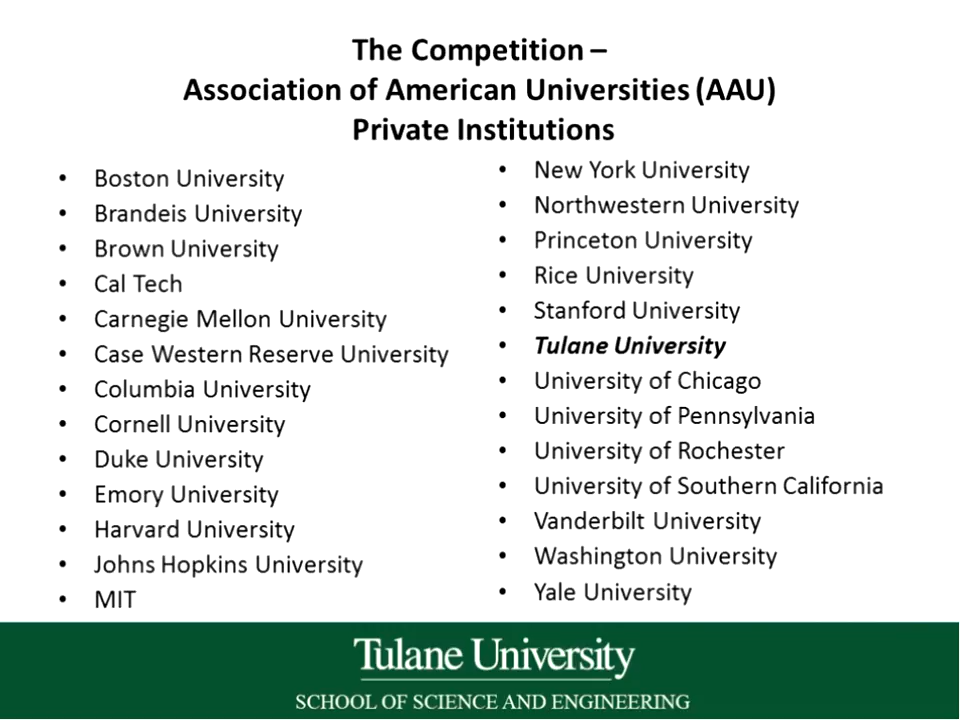 The Competition –
Association of American Universities (AAU)
Private Institutions
• Boston University
• Brandeis University
• Brown University
• Cal Tech
• Carnegie Mellon University
• Case Western Reserve University
• Columbia University
• Cornell University
• Duke University
• Emory University
• Harvard University
• Johns Hopkins University
• MIT
• New York University
• Northwestern University
• Princeton University
• Rice University
• Stanford University
• Tulane University
• University of Chicago
• University of Pennsylvania
• University of Rochester
• University of Southern California
• Vanderbilt University
• Washington University
• Yale University
Tulane University
SCHOOL OF SCIENCE AND ENGINEERING